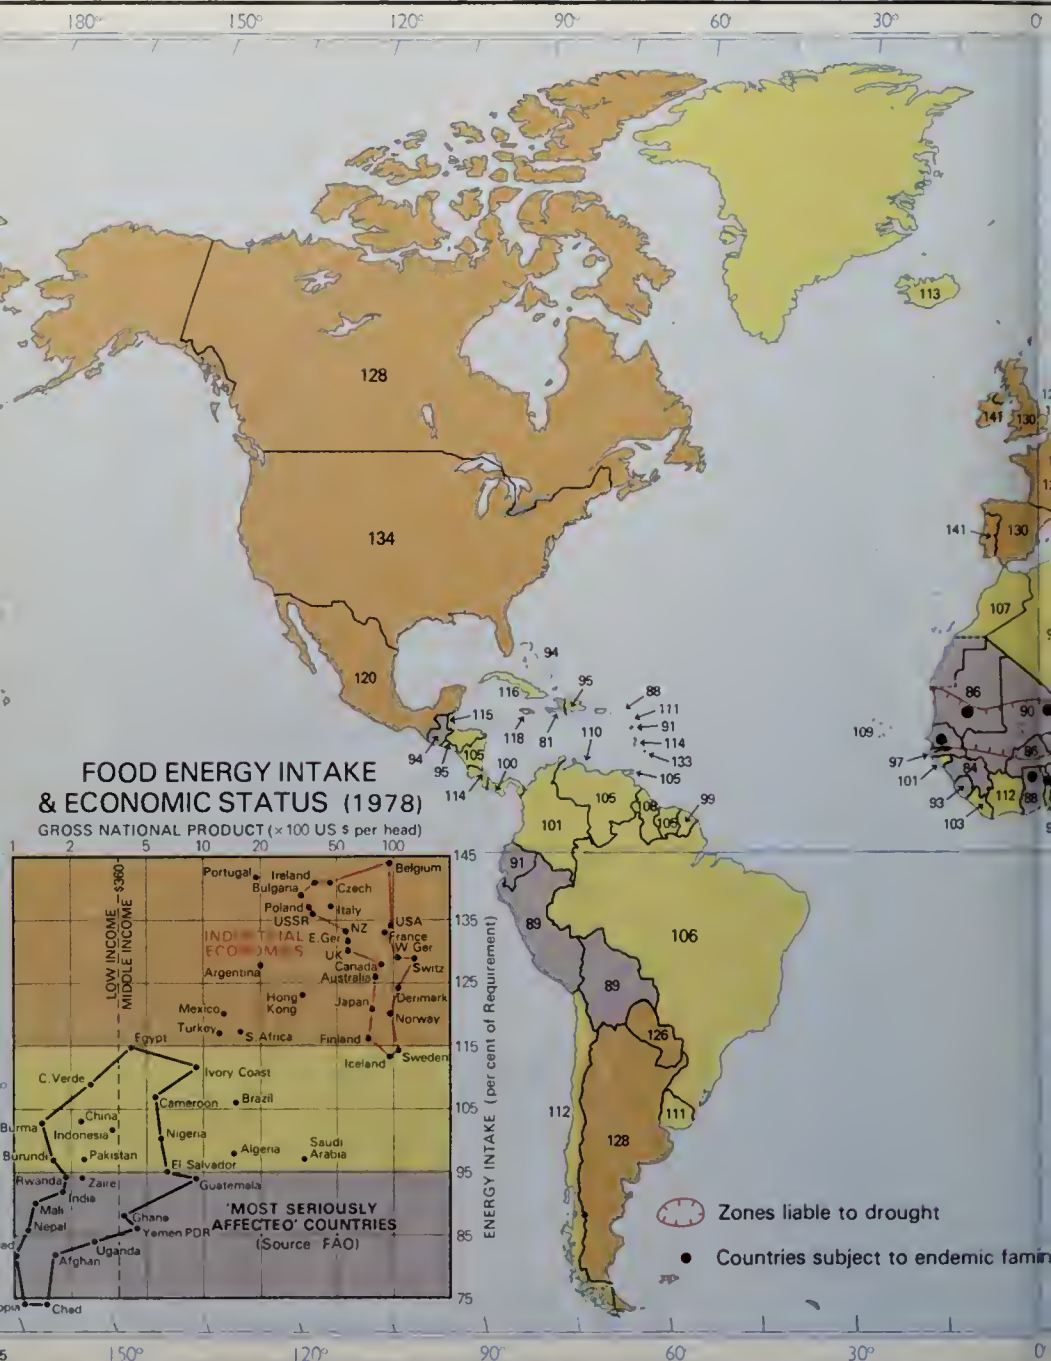 180° 150° 120° 90° 60° 30° 0°
113
128
141 130
134
141 130
107
120
94
116
95
88
111
91
114
133
105
118
81
110
115
94
95
105
114
100
86
90
109
97
101
93
103
84
86
112
88
105
108
105
99
101
91
89
106
89
126
112
111
128
FOOD ENERGY INTAKE
& ECONOMIC STATUS (1978)
GROSS NATIONAL PRODUCT (× 100 US $ per head)
1 2 5 10 20 50 100
145
135
125
115
105
95
85
75
ENERGY INTAKE (per cent of Requirement)
LOW INCOME
MIDDLE INCOME
$360
Portugal
Ireland
Belgium
Bulgaria
Czech
Poland
Italy
USSR
USA
NZ
INDUSTRIAL
ECONOMIES
E.Ger
France
UK
W Ger
Argentina
Canada
Switz
Australia
Hong
Kong
Denmark
Mexico
Japan
Norway
Turkey
S.Africa
Finland
Egypt
Iceland
Sweden
C.Verde
Ivory Coast
Cameroon
Brazil
Burma
China
Indonesia
Nigeria
Burundi
Pakistan
Algeria
Saudi
Arabia
El Salvador
Rwanda
Zaire
Guatemala
India
Mali
Ghana
'MOST SERIOUSLY
AFFECTED' COUNTRIES
(Source FAO)
Nepal
Yemen PDR
Uganda
Afghan
Chad
Zones liable to drought
Countries subject to endemic famin
150° 120° 90° 60° 30° 0°